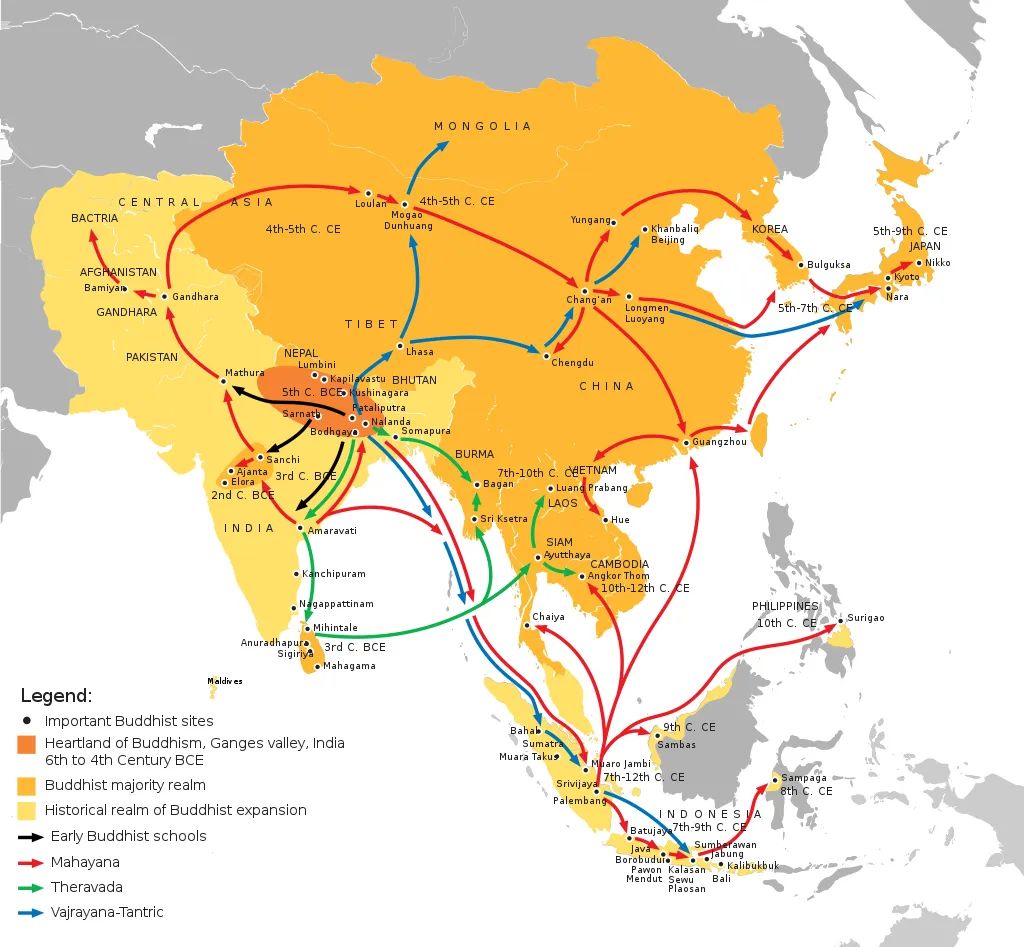 MONGOLIA
CENTRAL ASIA
BACTRIA
Loulan
Mogao
Dunhuang
4th-5th C. CE
4th-5th C. CE
Yungang
Khanbaliq
Beijing
KOREA
5th-9th C. CE
JAPAN
Bulguksa
Nikko
Kyoto
Nara
AFGHANISTAN
Bamiyan
Gandhara
GANDHARA
Chang'an
Longmen
Luoyang
5th-7th C. CE
TIBET
Lhasa
Chengdu
PAKISTAN
NEPAL
Lumbini
Mathura
Kapilavastu
BHUTAN
5th C. BCE
Kushinagara
CHINA
Sarnath
Pataliputra
Nalanda
Bodhgaya
Somapura
Guangzhou
Sanchi
Ajanta
Elora
3rd C. BCE
2nd C. BCE
BURMA
7th-10th C. CE
VIETNAM
Bagan
Luang Prabang
LAOS
INDIA
Amaravati
Sri Ksetra
Hue
SIAM
Ayutthaya
CAMBODIA
Angkor Thom
10th-12th C. CE
Kanchipuram
Nagappattinam
Chaiya
PHILIPPINES
10th C. CE
Surigao
Mihintale
Anuradhapura
Sigiriya
3rd C. BCE
Mahagama
Maldives
Bahal
Sumatra
Muara Takus
9th C. CE
Sambas
Muaro Jambi
7th-12th C. CE
Srivijaya
Palembang
Sampaga
8th C. CE
INDONESIA
7th-9th C. CE
Batujaya
Java
Borobudur
Pawon
Mendut
Sumberawan
Jabung
Kalasan
Sewu
Plaosan
Kalibukbuk
Bali
Legend:
Important Buddhist sites
Heartland of Buddhism, Ganges valley, India
6th to 4th Century BCE
Buddhist majority realm
Historical realm of Buddhist expansion
Early Buddhist schools
Mahayana
Theravada
Vajrayana-Tantric